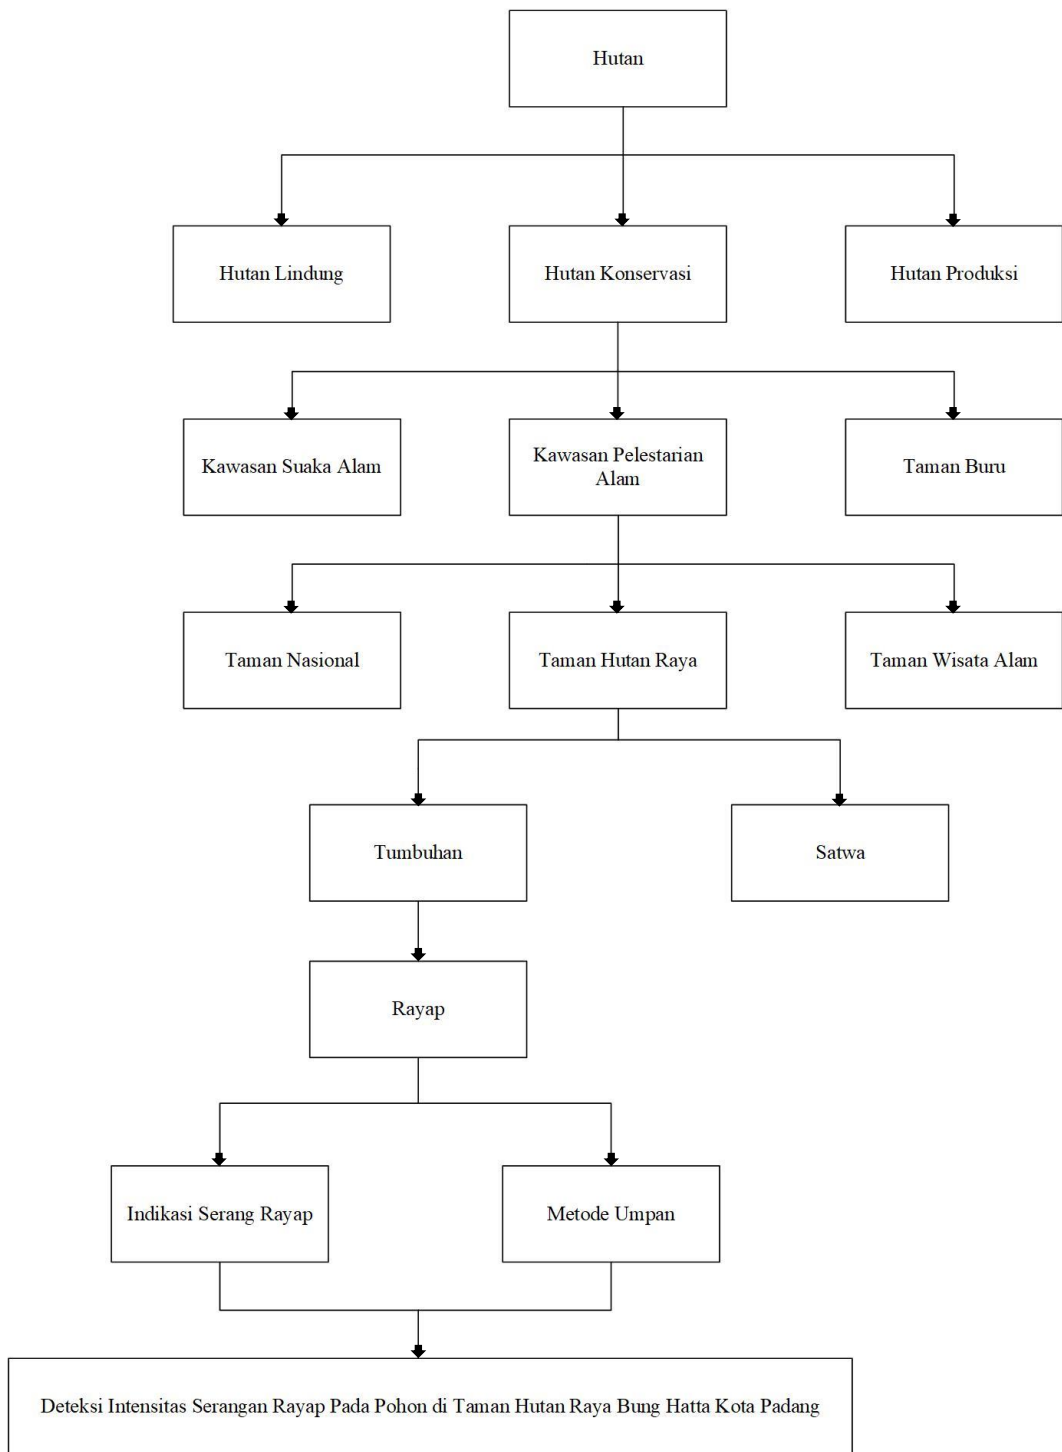 Hutan
Hutan Lindung
Hutan Konservasi
Hutan Produksi
Kawasan Suaka Alam
Kawasan Pelestarian
Alam
Taman Buru
Taman Nasional
Taman Hutan Raya
Taman Wisata Alam
Tumbuhan
Satwa
Rayap
Indikasi Serang Rayap
Metode Umpan
Deteksi Intensitas Serangan Rayap Pada Pohon di Taman Hutan Raya Bung Hatta Kota Padang